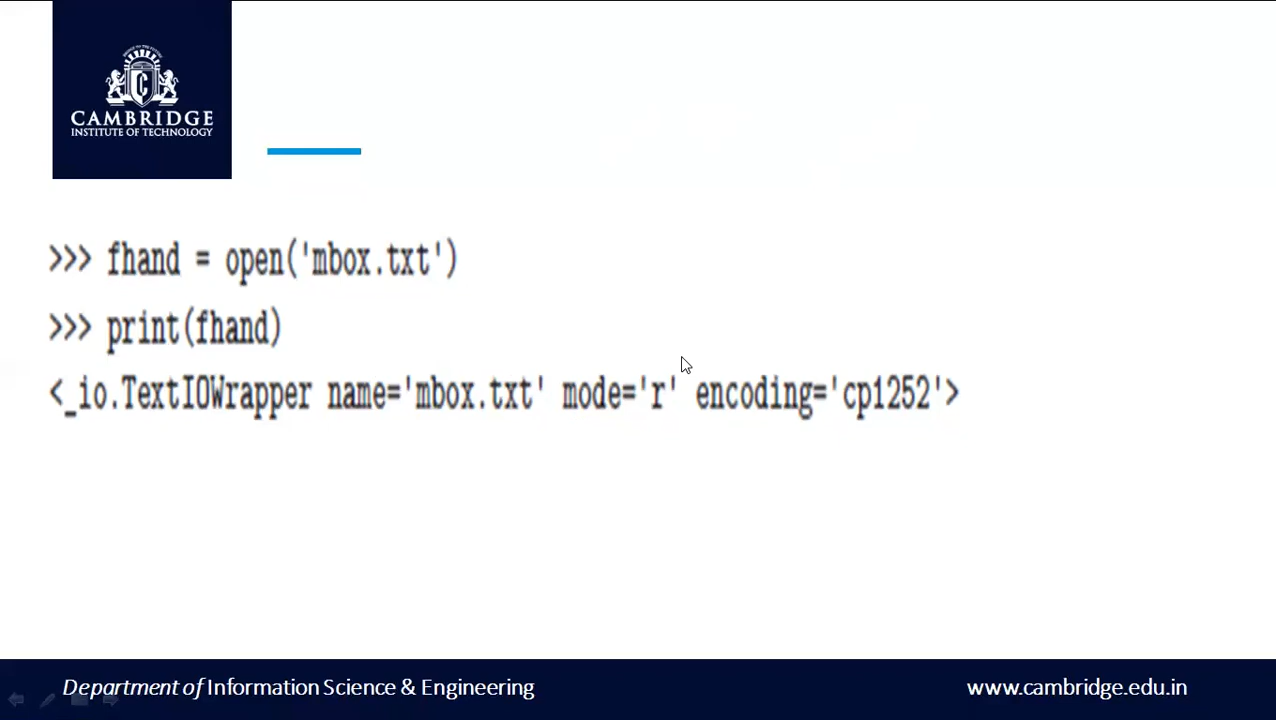 CAMBRIDGE
INSTITUTE OF TECHNOLOGY
>>> fhand = open('mbox.txt')
>>> print(fhand)
<_io.TextIOWrapper name='mbox.txt' mode='r' encoding='cp1252'>
Department of Information Science & Engineering
www.cambridge.edu.in